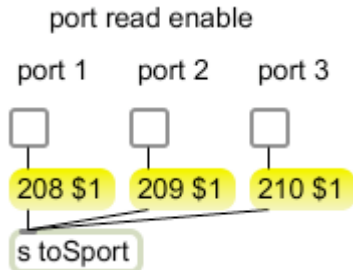 port read enable
port 1 port 2 port 3
208 $1 209 $1 210 $1
s toSport